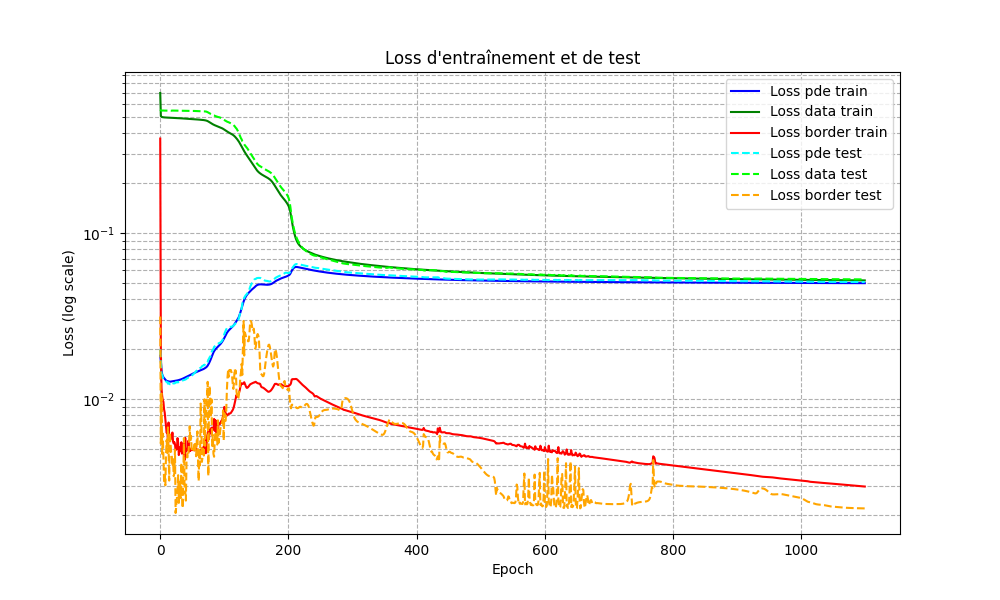 Loss d'entraînement et de test
Loss pde train
Loss data train
Loss border train
Loss pde test
Loss data test
Loss border test
10⁻¹
10⁻²
Loss (log scale)
0 200 400 600 800 1000
Epoch